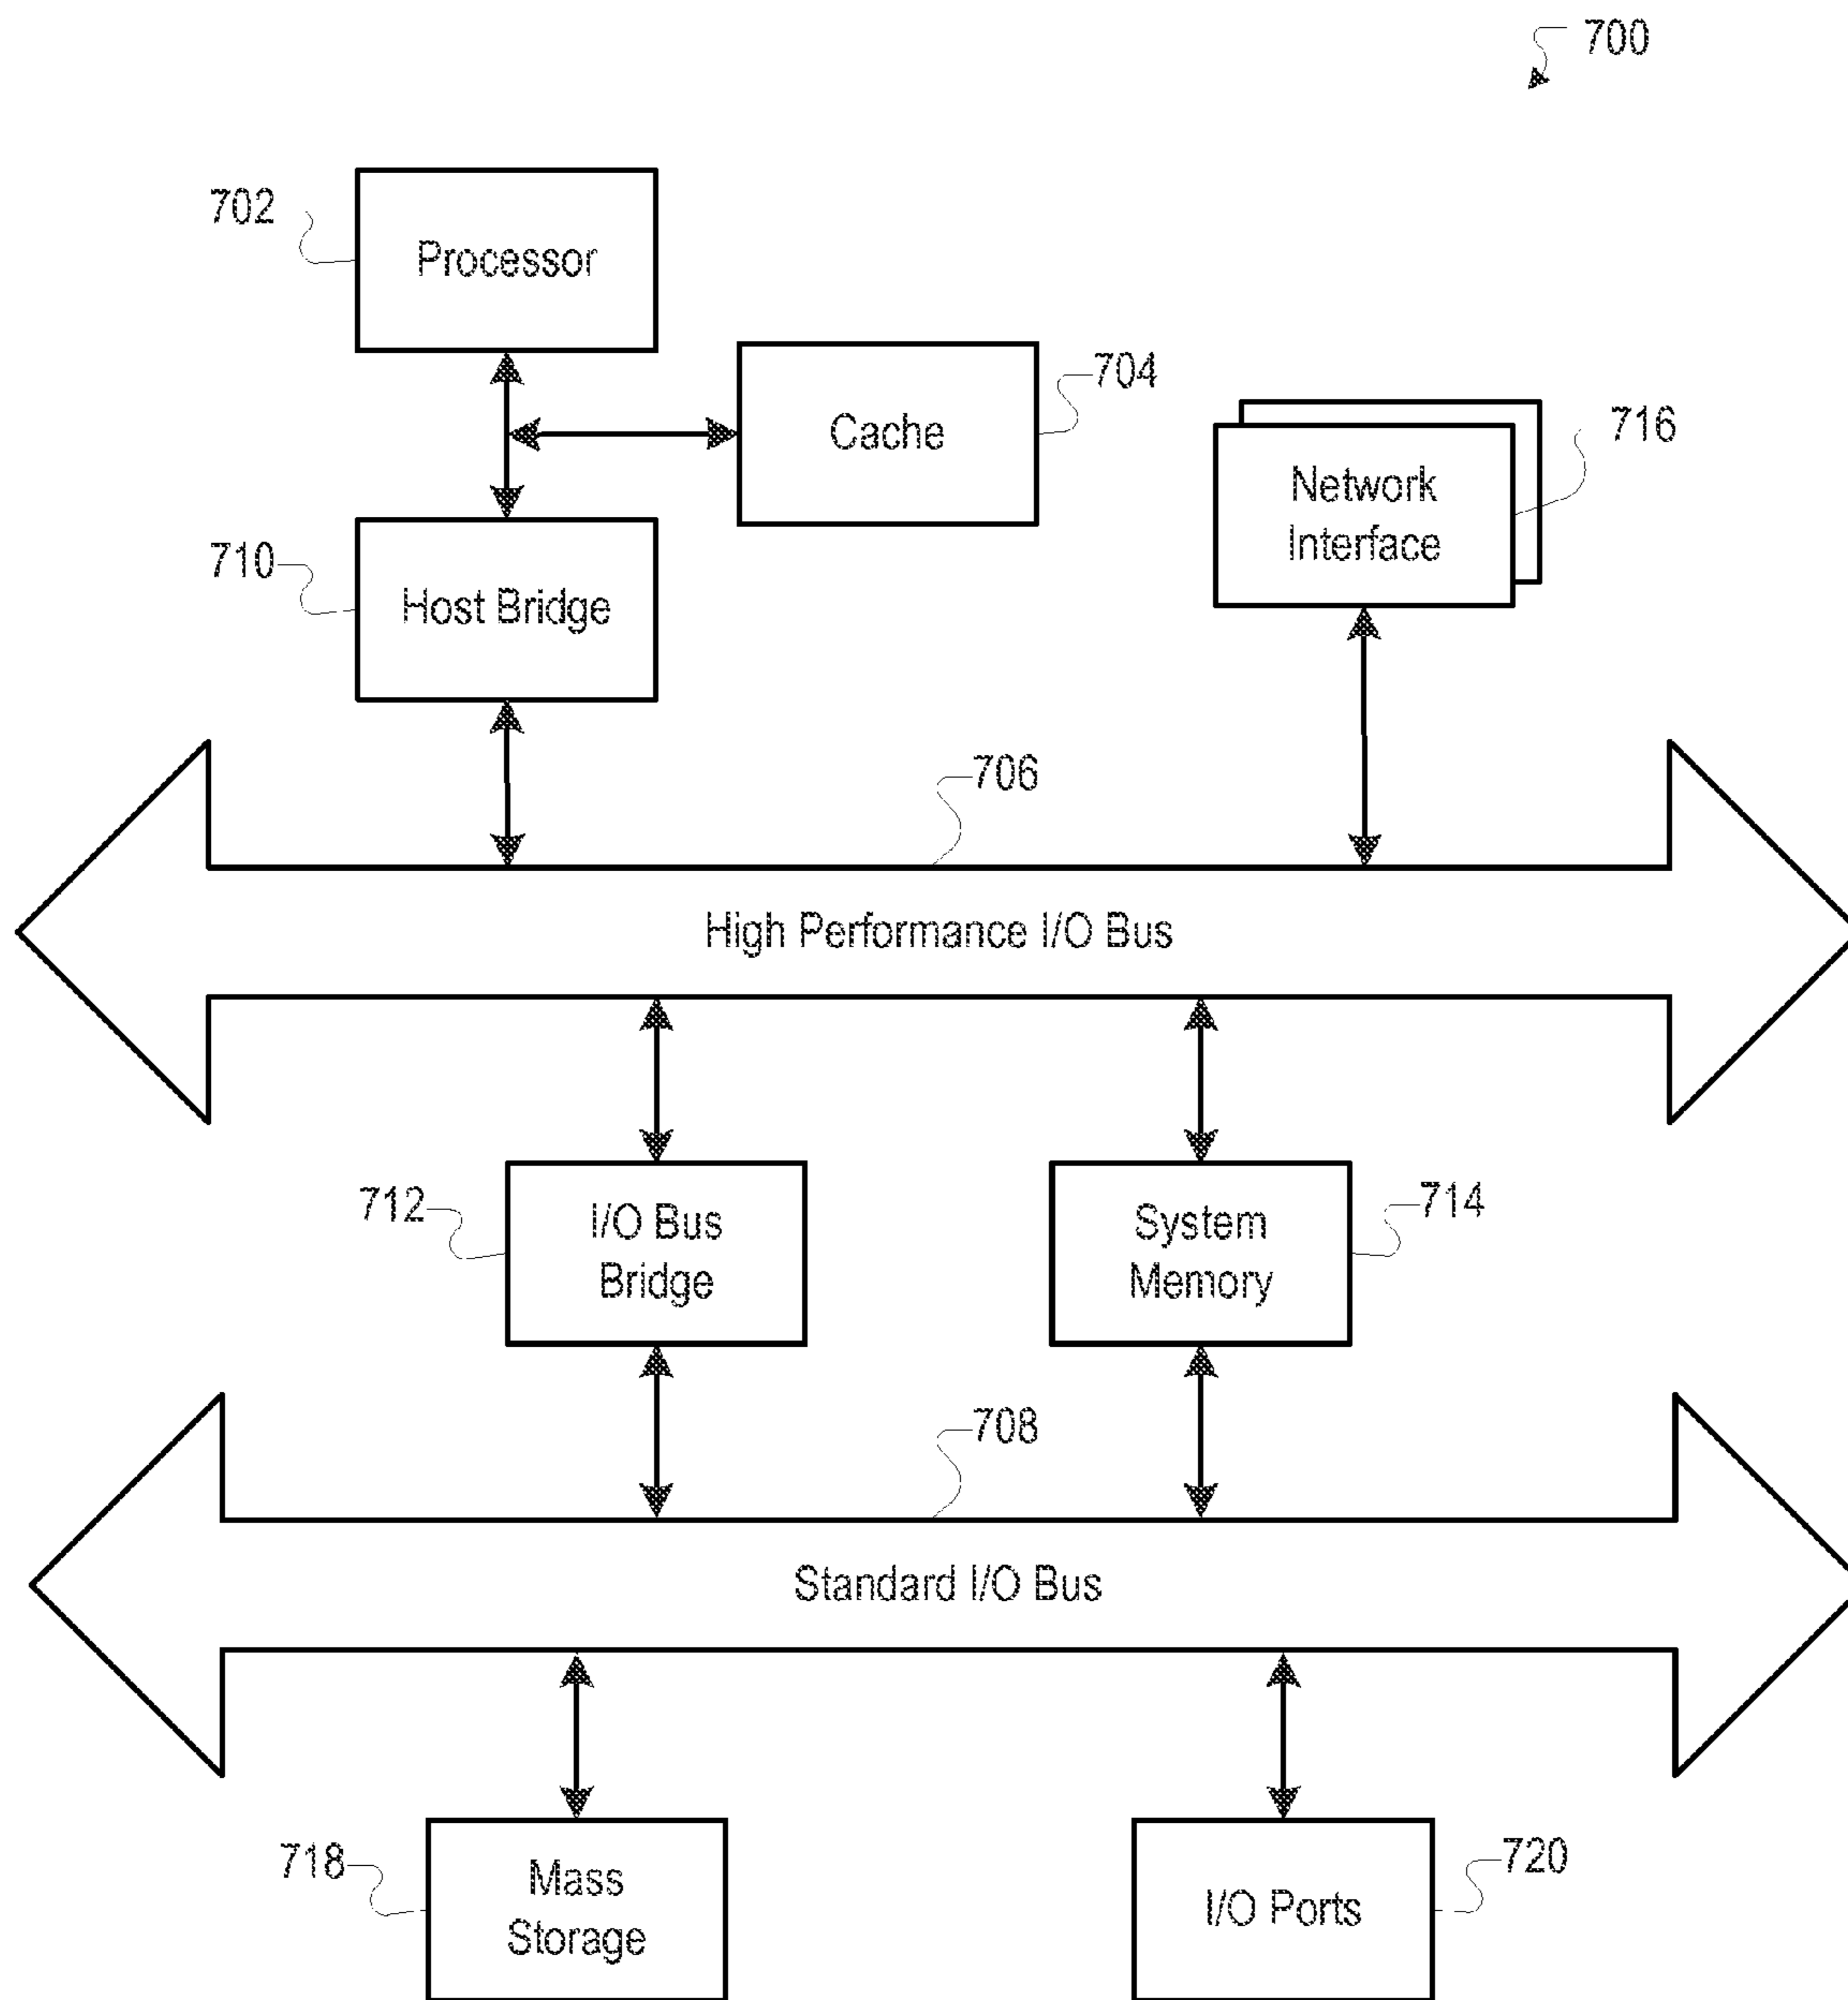 700
702
Processor
704
Cache
716
Network
Interface
710
Host Bridge
706
High Performance I/O Bus
712
I/O Bus
Bridge
System
Memory
714
708
Standard I/O Bus
718
Mass
Storage
I/O Ports
720